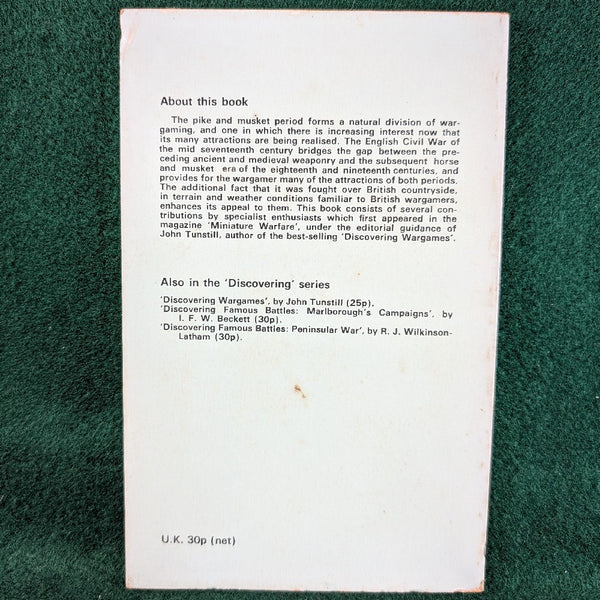 About this book
The pike and musket period forms a natural division of war-
gaming, and one in which there is increasing interest now that
its many attractions are being realised. The English Civil War of
the mid seventeenth century bridges the gap between the pre-
ceding ancient and medieval weaponry and the subsequent horse
and musket era of the eighteenth and nineteenth centuries, and
provides for the wargamer many of the attractions of both periods.
The additional fact that it was fought over British countryside,
in terrain and weather conditions familiar to British wargamers,
enhances its appeal to them. This book consists of several con-
tributions by specialist enthusiasts which first appeared in the
magazine 'Miniature Warfare', under the editorial guidance of
John Tunstill, author of the best-selling 'Discovering Wargames'.
Also in the 'Discovering' series
'Discovering Wargames', by John Tunstill (25p).
'Discovering Famous Battles: Marlborough's Campaigns', by
I. F. W. Beckett (30p).
'Discovering Famous Battles: Peninsular War', by R. J. Wilkinson-
Latham (30p).
U.K. 30p (net)